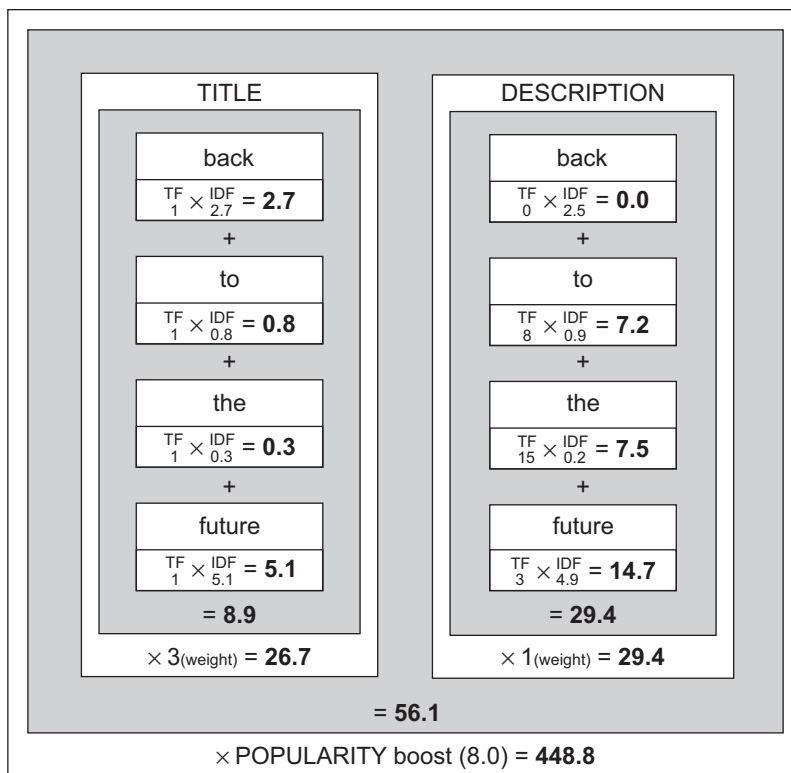 TITLE
back
TF 1 × IDF 2.7 = 2.7
+
to
TF 1 × IDF 0.8 = 0.8
+
the
TF 1 × IDF 0.3 = 0.3
+
future
TF 1 × IDF 5.1 = 5.1
= 8.9
× 3(weight) = 26.7
DESCRIPTION
back
TF 0 × IDF 2.5 = 0.0
+
to
TF 8 × IDF 0.9 = 7.2
+
the
TF 15 × IDF 0.2 = 7.5
+
future
TF 3 × IDF 4.9 = 14.7
= 29.4
× 1(weight) = 29.4
= 56.1
× POPULARITY boost (8.0) = 448.8